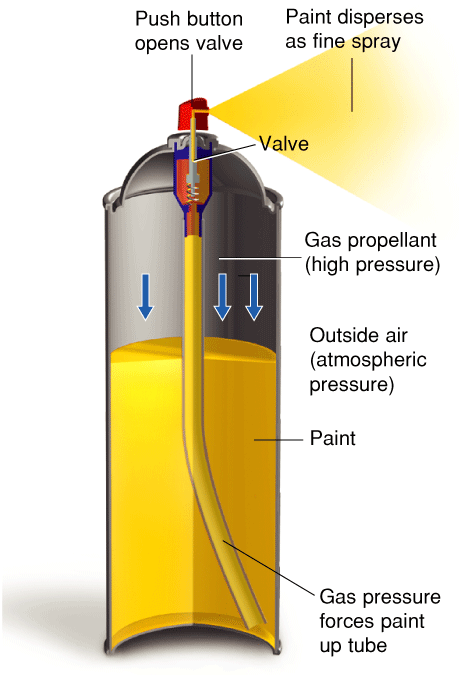 Push button
opens valve
Paint disperses
as fine spray
Valve
Gas propellant
(high pressure)
Outside air
(atmospheric
pressure)
Paint
Gas pressure
forces paint
up tube